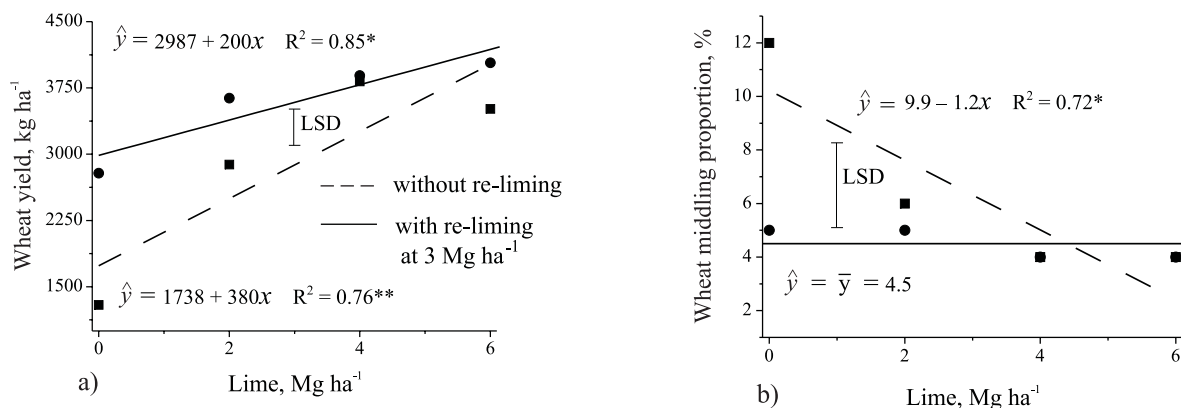 4500
3750
3000
2250
1500
Wheat yield, kg ha⁻¹
ŷ = 2987 + 200x R² = 0.85*
LSD
without re-liming
with re-liming
at 3 Mg ha⁻¹
ŷ = 1738 + 380x R² = 0.76**
0 2 4 6
a) Lime, Mg ha⁻¹
12
10
8
6
4
2
Wheat middling proportion, %
ŷ = 9.9 – 1.2x R² = 0.72*
LSD
ŷ = y̅ = 4.5
0 2 4 6
b) Lime, Mg ha⁻¹